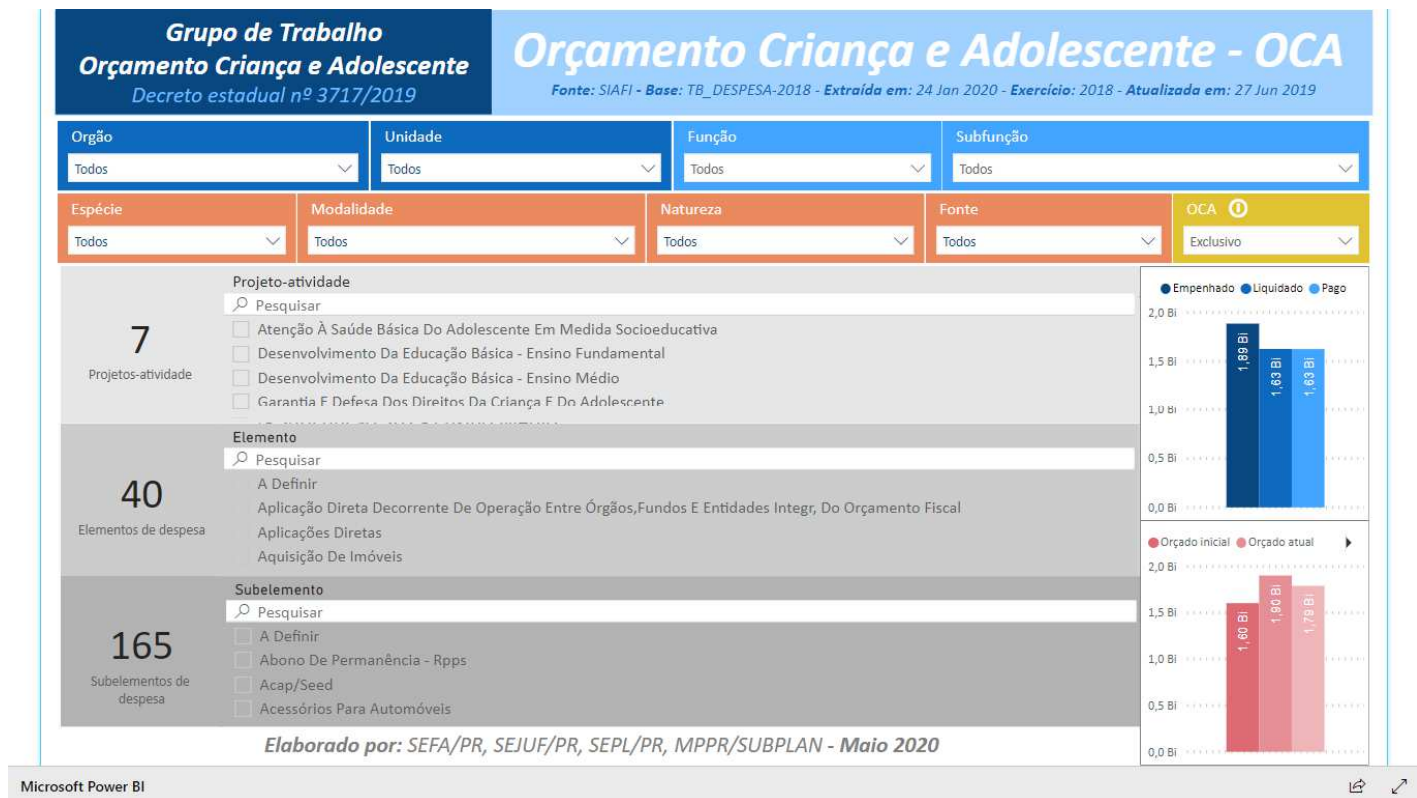 Grupo de Trabalho
Orçamento Criança e Adolescente
Decreto estadual nº 3717/2019
Orçamento Criança e Adolescente - OCA
Fonte: SIAFI - Base: TB_DESPESA-2018 - Extraída em: 24 Jan 2020 - Exercício: 2018 - Atualizada em: 27 Jun 2019
Orgão Unidade Função Subfunção
Todos Todos Todos Todos
Espécie Modalidade Natureza Fonte OCA
Todos Todos Todos Todos Exclusivo
Projeto-atividade
Pesquisar
7
Projetos-atividade
Atenção À Saúde Básica Do Adolescente Em Medida Socioeducativa
Desenvolvimento Da Educação Básica - Ensino Fundamental
Desenvolvimento Da Educação Básica - Ensino Médio
Garantia E Defesa Dos Direitos Da Criança E Do Adolescente
Elemento
Pesquisar
40
Elementos de despesa
A Definir
Aplicação Direta Decorrente De Operação Entre Órgãos,Fundos E Entidades Integr, Do Orçamento Fiscal
Aplicações Diretas
Aquisição De Imóveis
Subelemento
Pesquisar
165
Subelementos de
despesa
A Definir
Abono De Permanência - Rpps
Acap/Seed
Acessórios Para Automóveis
Empenhado Liquidado Pago
2,0 Bi
1,5 Bi
1,0 Bi
0,5 Bi
0,0 Bi
1,89 Bi
1,63 Bi
1,63 Bi
Orçado inicial Orçado atual
2,0 Bi
1,5 Bi
1,0 Bi
0,5 Bi
0,0 Bi
1,60 Bi
1,90 Bi
1,79 Bi
Elaborado por: SEFA/PR, SEJUF/PR, SEPL/PR, MPPR/SUBPLAN - Maio 2020
Microsoft Power BI